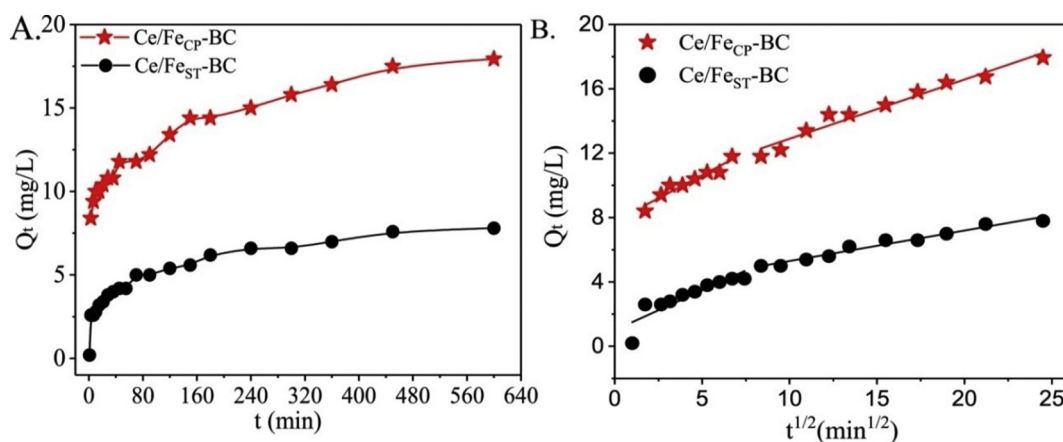 A.
Ce/FeCP-BC
Ce/FeST-BC
Qt (mg/L)
20
15
10
5
0
0 80 160 240 320 400 480 560 640
t (min)
B.
Ce/FeCP-BC
Ce/FeST-BC
Qt (mg/L)
20
16
12
8
4
0
0 5 10 15 20 25
t1/2(min1/2)